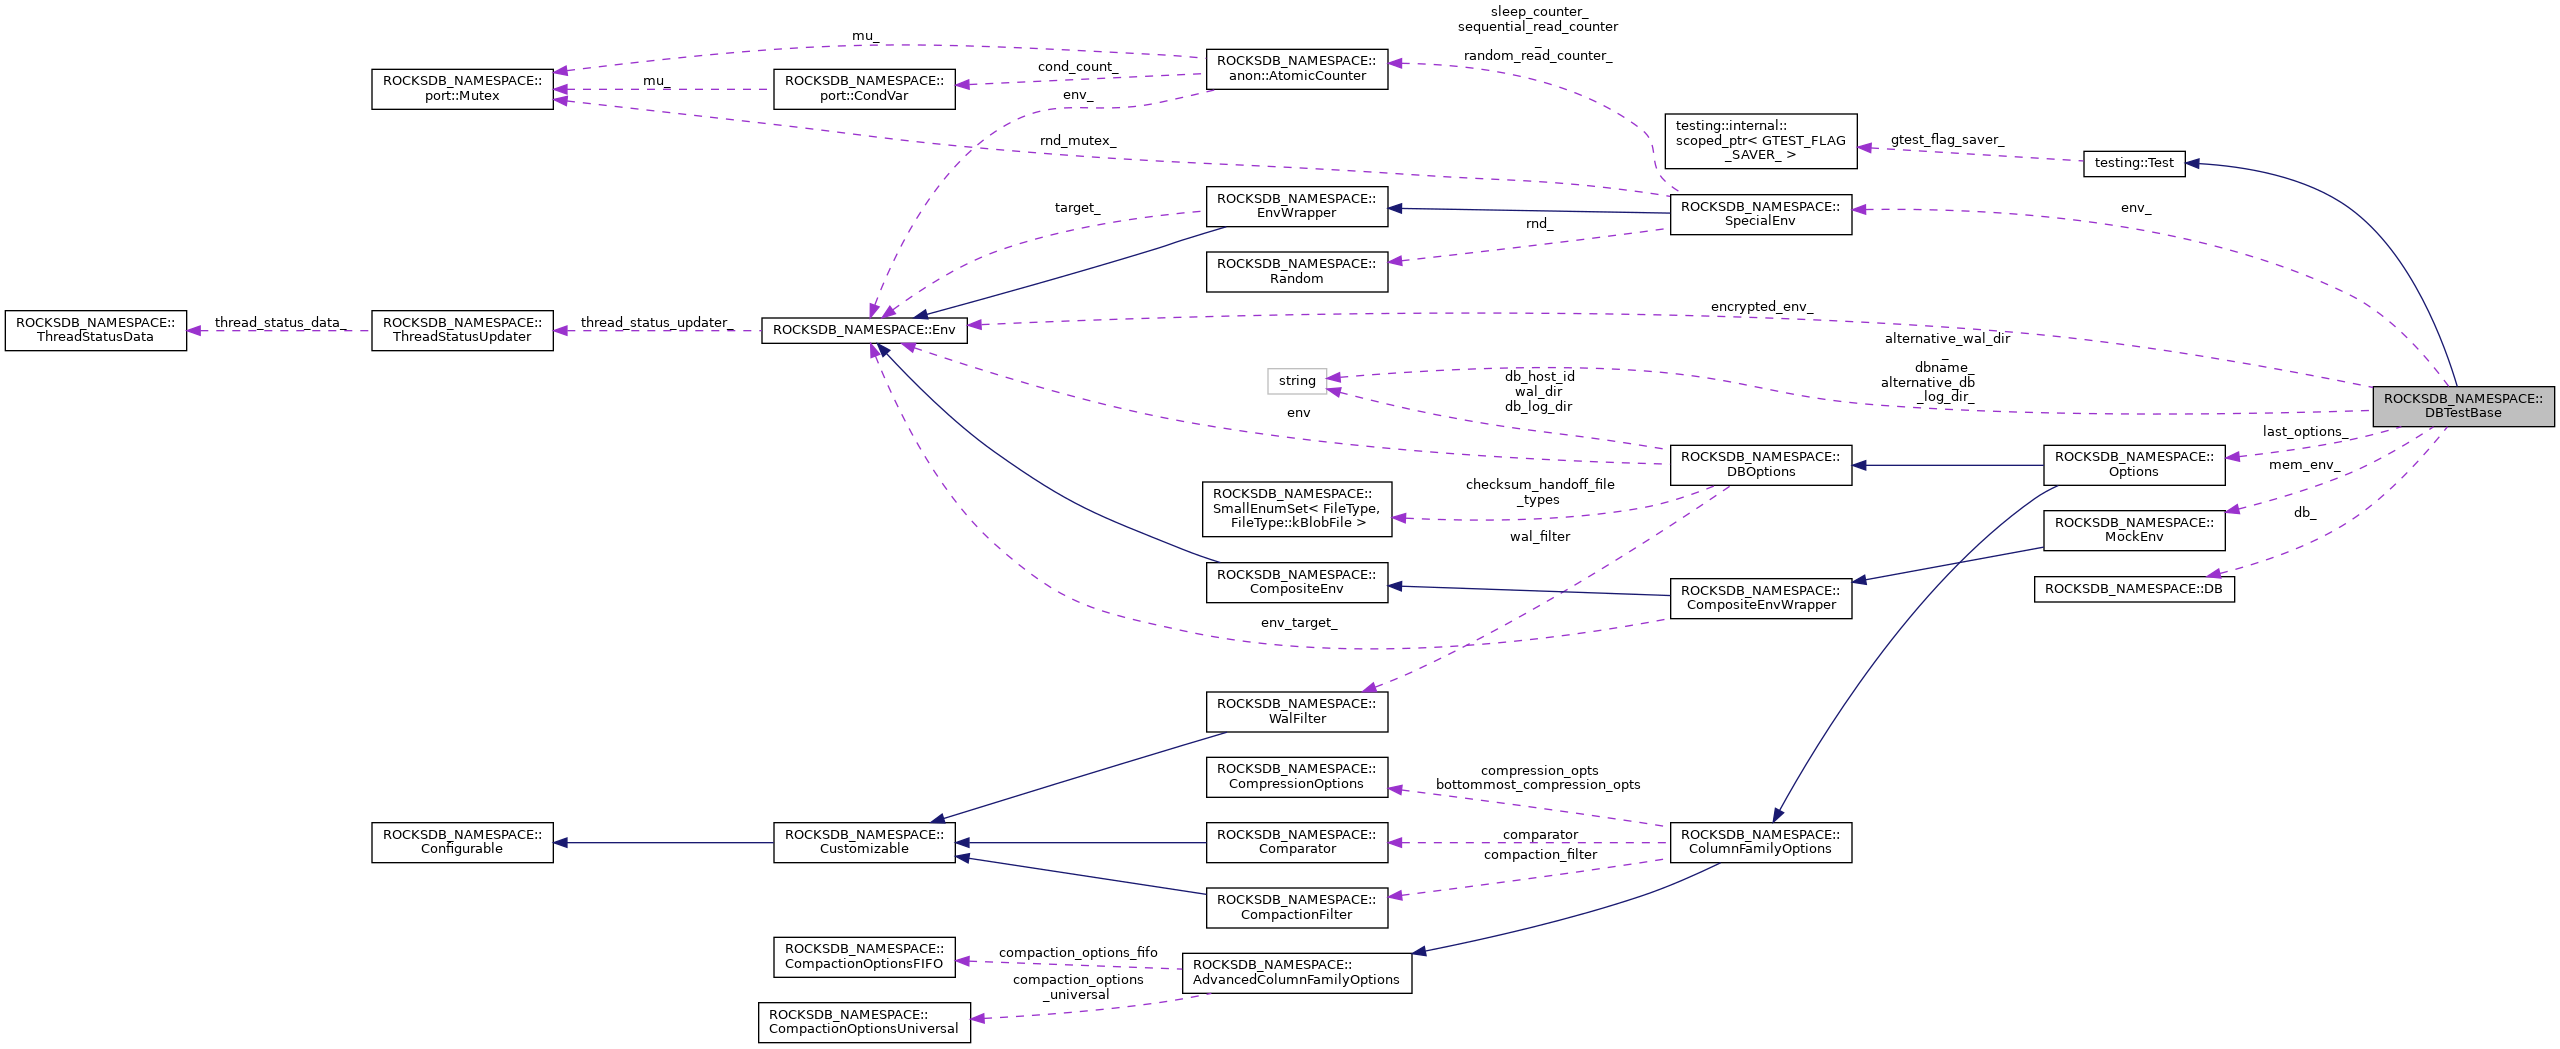 sleep_counter_
sequential_read_counter
_
random_read_counter_
mu_
ROCKSDB_NAMESPACE::
anon::AtomicCounter
cond_count_
ROCKSDB_NAMESPACE::
port::Mutex
mu_
ROCKSDB_NAMESPACE::
port::CondVar
env_
testing::internal::
scoped_ptr< GTEST_FLAG
_SAVER_ >
gtest_flag_saver_
testing::Test
rnd_mutex_
ROCKSDB_NAMESPACE::
EnvWrapper
target_
ROCKSDB_NAMESPACE::
SpecialEnv
env_
rnd_
ROCKSDB_NAMESPACE::
Random
encrypted_env_
ROCKSDB_NAMESPACE::
ThreadStatusData
thread_status_data_
ROCKSDB_NAMESPACE::
ThreadStatusUpdater
thread_status_updater_
ROCKSDB_NAMESPACE::Env
alternative_wal_dir
_
dbname_
alternative_db
_log_dir_
string
db_host_id
wal_dir
db_log_dir
env
ROCKSDB_NAMESPACE::
DBTestBase
last_options_
ROCKSDB_NAMESPACE::
DBOptions
ROCKSDB_NAMESPACE::
Options
mem_env_
checksum_handoff_file
_types
ROCKSDB_NAMESPACE::
SmallEnumSet< FileType,
FileType::kBlobFile >
wal_filter
ROCKSDB_NAMESPACE::
MockEnv
db_
ROCKSDB_NAMESPACE::
CompositeEnv
ROCKSDB_NAMESPACE::
CompositeEnvWrapper
ROCKSDB_NAMESPACE::DB
env_target_
ROCKSDB_NAMESPACE::
WalFilter
ROCKSDB_NAMESPACE::
CompressionOptions
compression_opts
bottommost_compression_opts
ROCKSDB_NAMESPACE::
Configurable
ROCKSDB_NAMESPACE::
Customizable
ROCKSDB_NAMESPACE::
Comparator
comparator
compaction_filter
ROCKSDB_NAMESPACE::
ColumnFamilyOptions
ROCKSDB_NAMESPACE::
CompactionFilter
ROCKSDB_NAMESPACE::
CompactionOptionsFIFO
compaction_options_fifo
ROCKSDB_NAMESPACE::
AdvancedColumnFamilyOptions
compaction_options
_universal
ROCKSDB_NAMESPACE::
CompactionOptionsUniversal